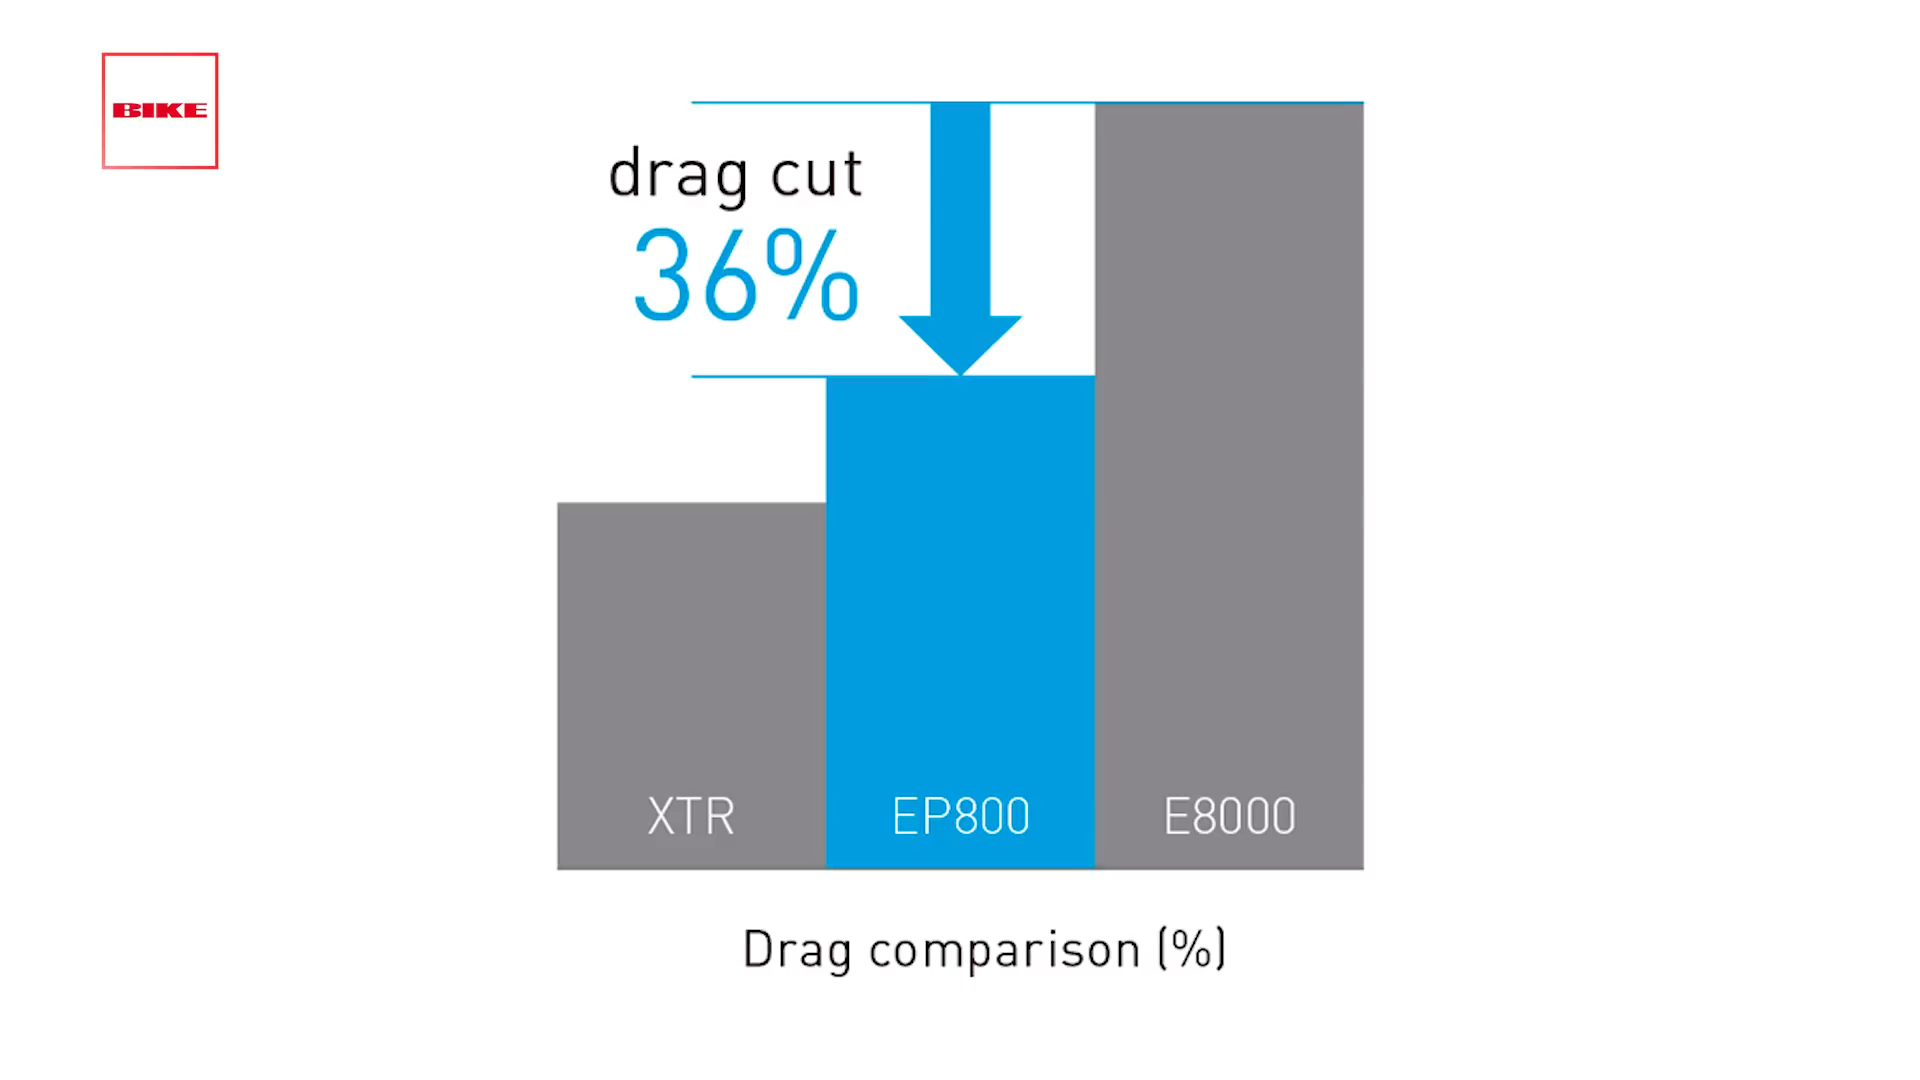 BIKE
drag cut
36%
XTR
EP800
E8000
Drag comparison (%)